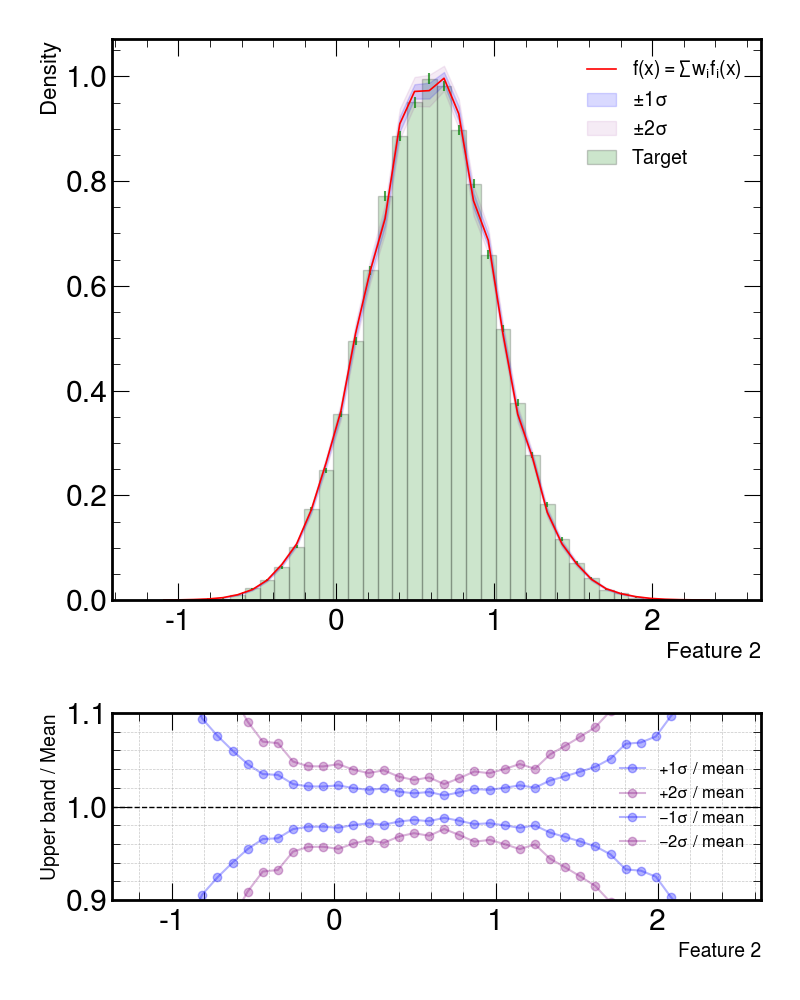 Density
1.0
0.8
0.6
0.4
0.2
0.0
f(x) = ∑wᵢfᵢ(x)
±1σ
±2σ
Target
-1 0 1 2
Feature 2
Upper band / Mean
1.1
1.0
0.9
+1σ / mean
+2σ / mean
−1σ / mean
−2σ / mean
-1 0 1 2
Feature 2